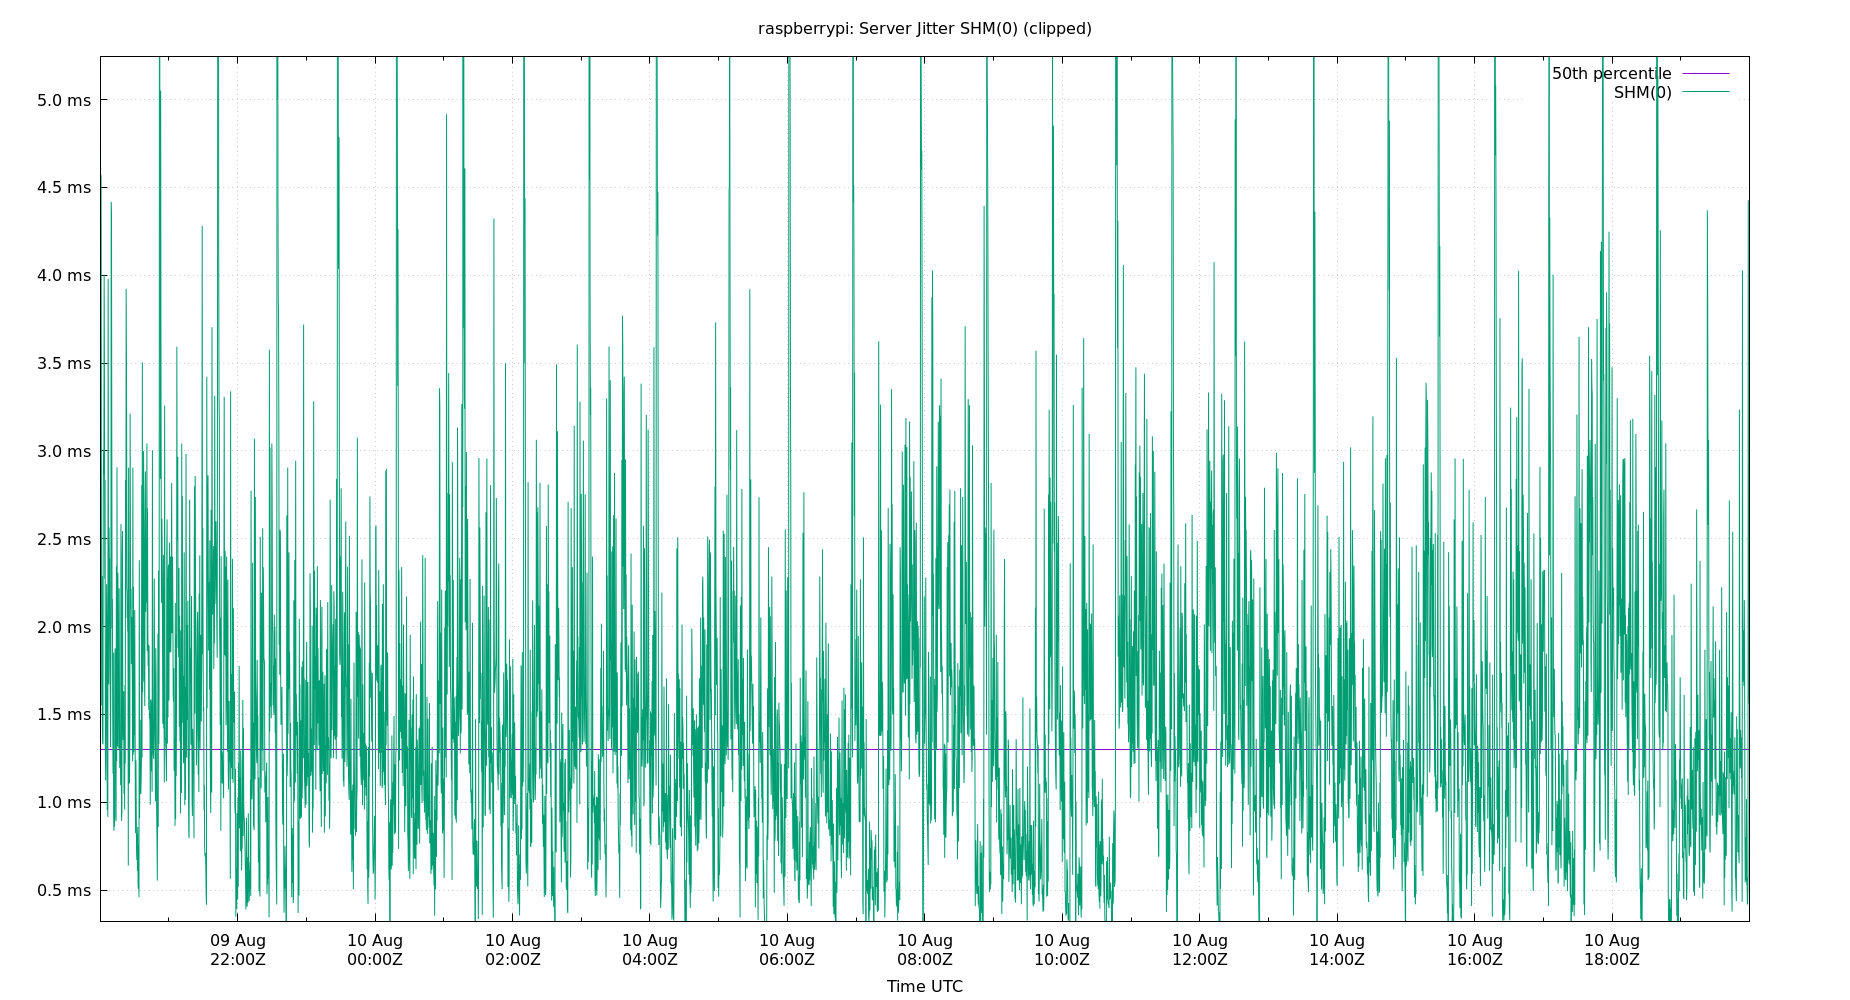 raspberrypi: Server Jitter SHM(0) (clipped)
50th percentile
SHM(0)
5.0 ms
4.5 ms
4.0 ms
3.5 ms
3.0 ms
2.5 ms
2.0 ms
1.5 ms
1.0 ms
0.5 ms
09 Aug 10 Aug 10 Aug 10 Aug 10 Aug 10 Aug 10 Aug 10 Aug 10 Aug 10 Aug 10 Aug
22:00Z 00:00Z 02:00Z 04:00Z 06:00Z 08:00Z 10:00Z 12:00Z 14:00Z 16:00Z 18:00Z
Time UTC